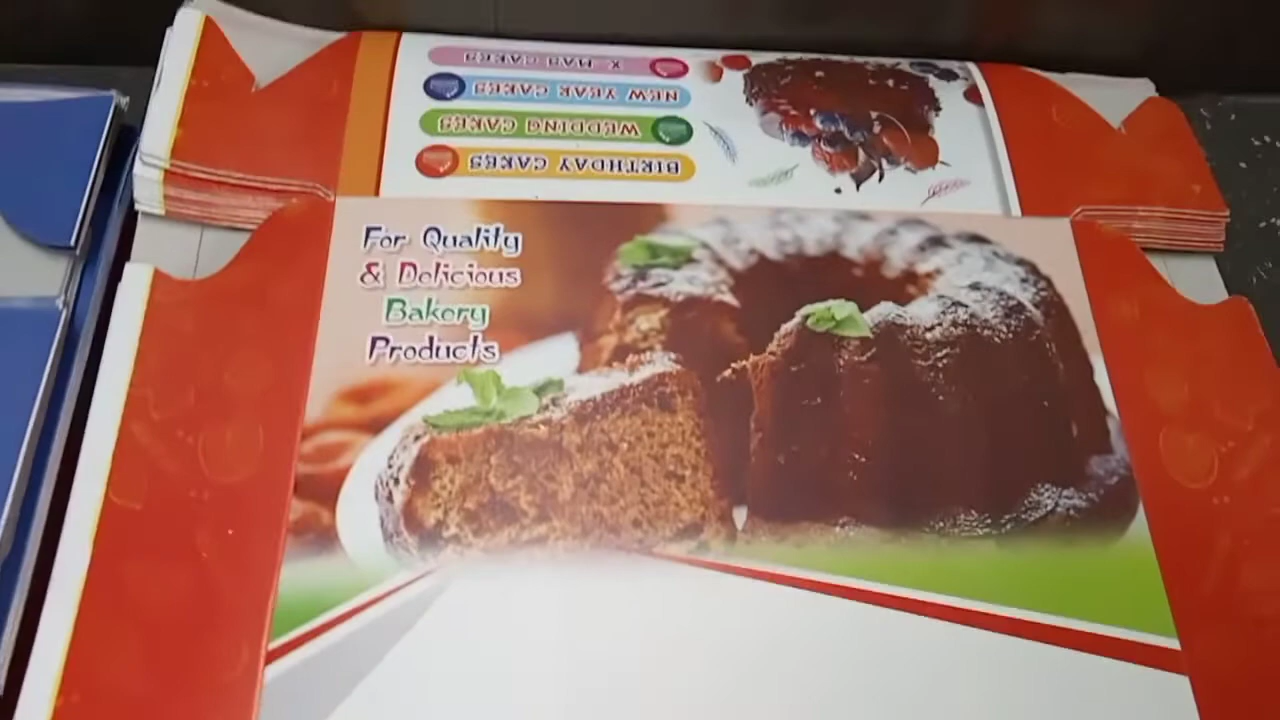 X-MAS CAKES
NEW YEAR CAKES
WEDDING CAKES
BIRTHDAY CAKES
For Quality
& Delicious
Bakery
Products